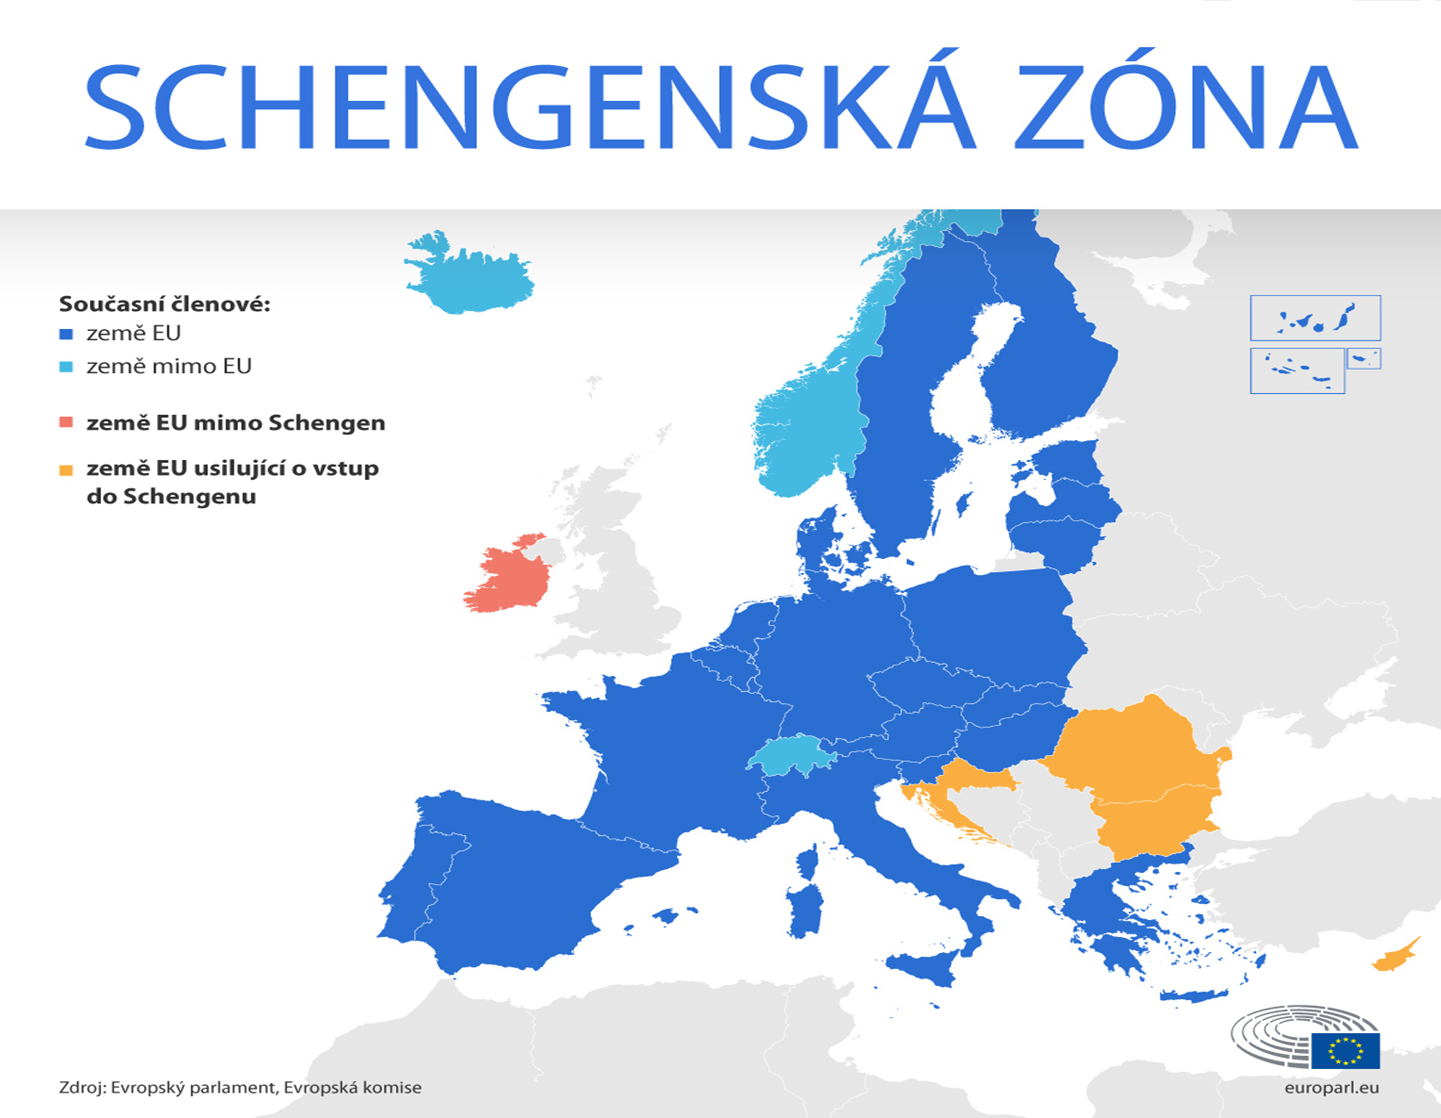 SCHENGENSKÁ ZÓNA
Současní členové:
země EU
země mimo EU
země EU mimo Schengen
země EU usilující o vstup
do Schengenu
Zdroj: Evropský parlament, Evropská komise
europarl.eu